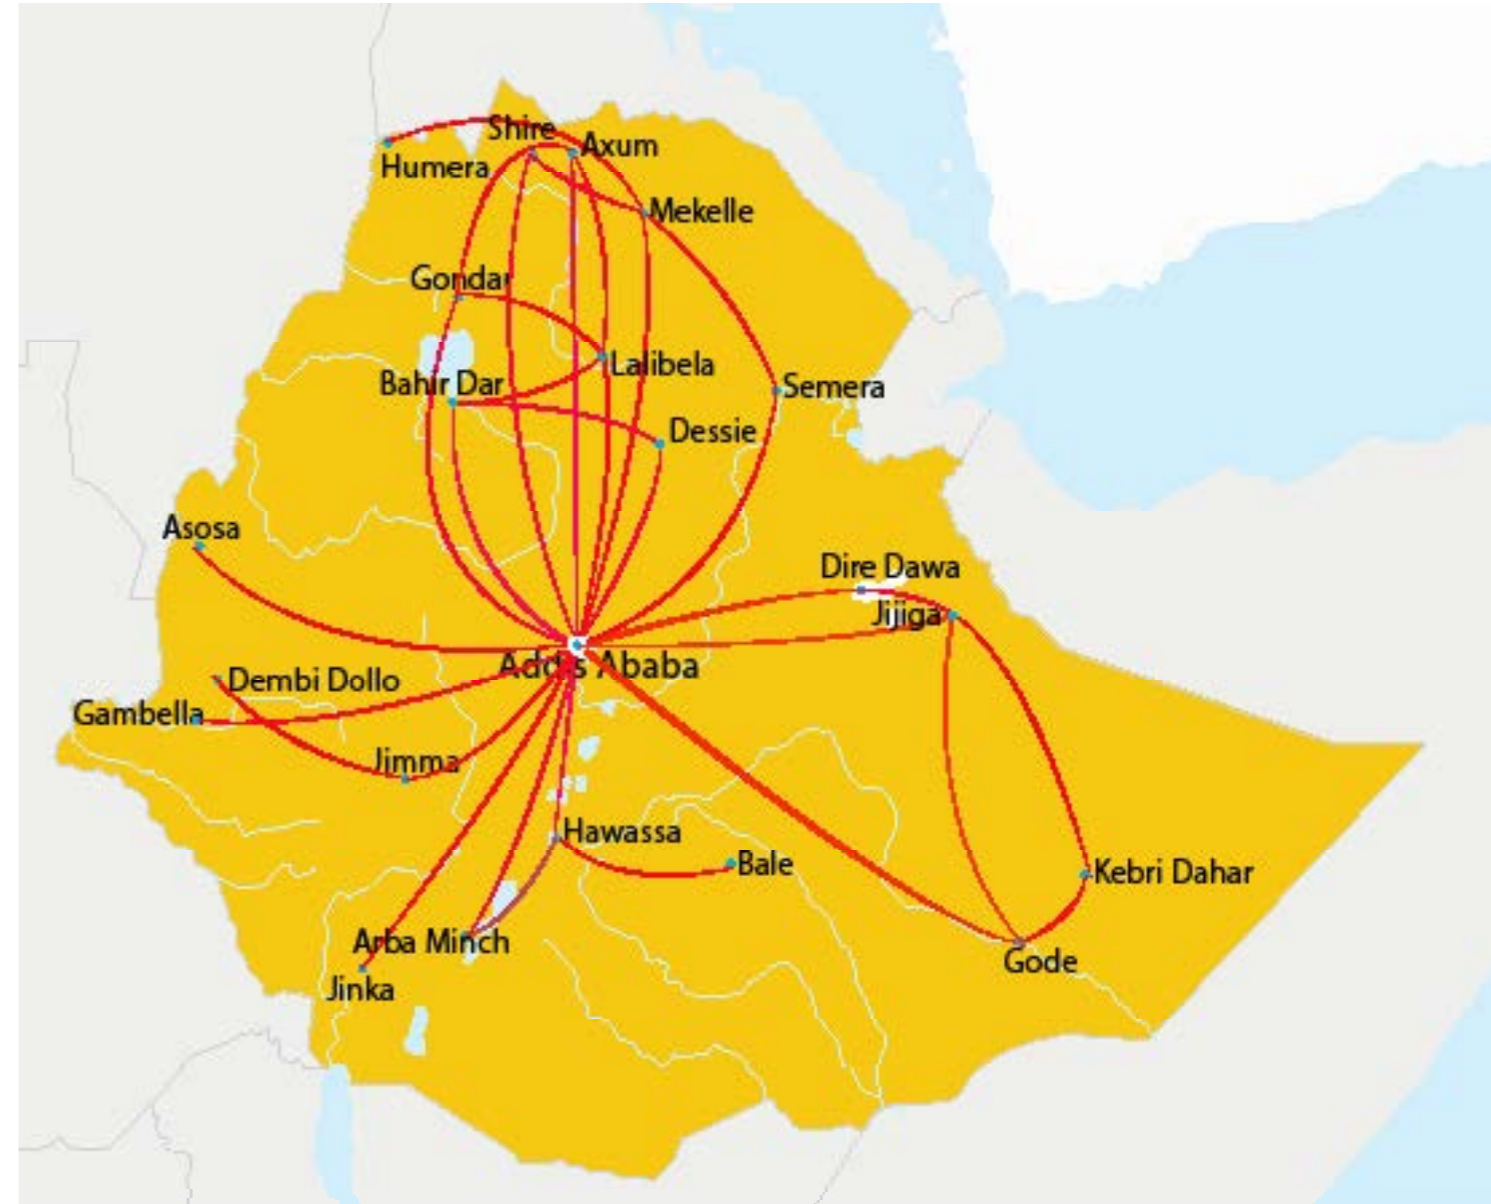 Shire
Axum
Humera
Mekelle
Gondar
Lalibela
Bahir Dar
Semera
Dessie
Asosa
Dire Dawa
Jijiga
Addis Ababa
Dembi Dollo
Gambella
Jimma
Hawassa
Bale
Kebri Dahar
Arba Minch
Gode
Jinka